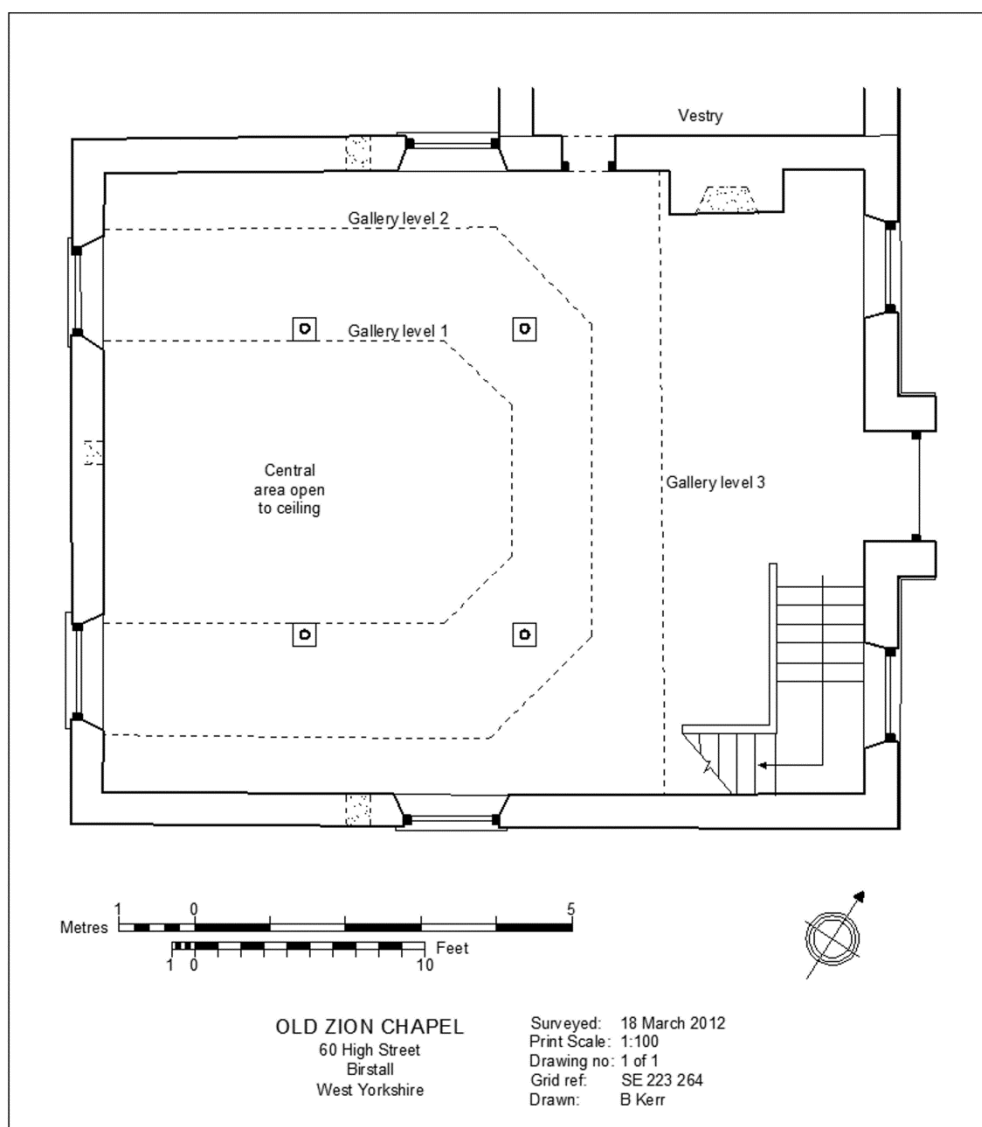 Vestry
Gallery level 2
Gallery level 1
Central
area open
to ceiling
Gallery level 3
1 0 5
Metres
Feet
1 0 10
OLD ZION CHAPEL
60 High Street
Birstall
West Yorkshire
Surveyed: 18 March 2012
Print Scale: 1:100
Drawing no: 1 of 1
Grid ref: SE 223 264
Drawn: B Kerr